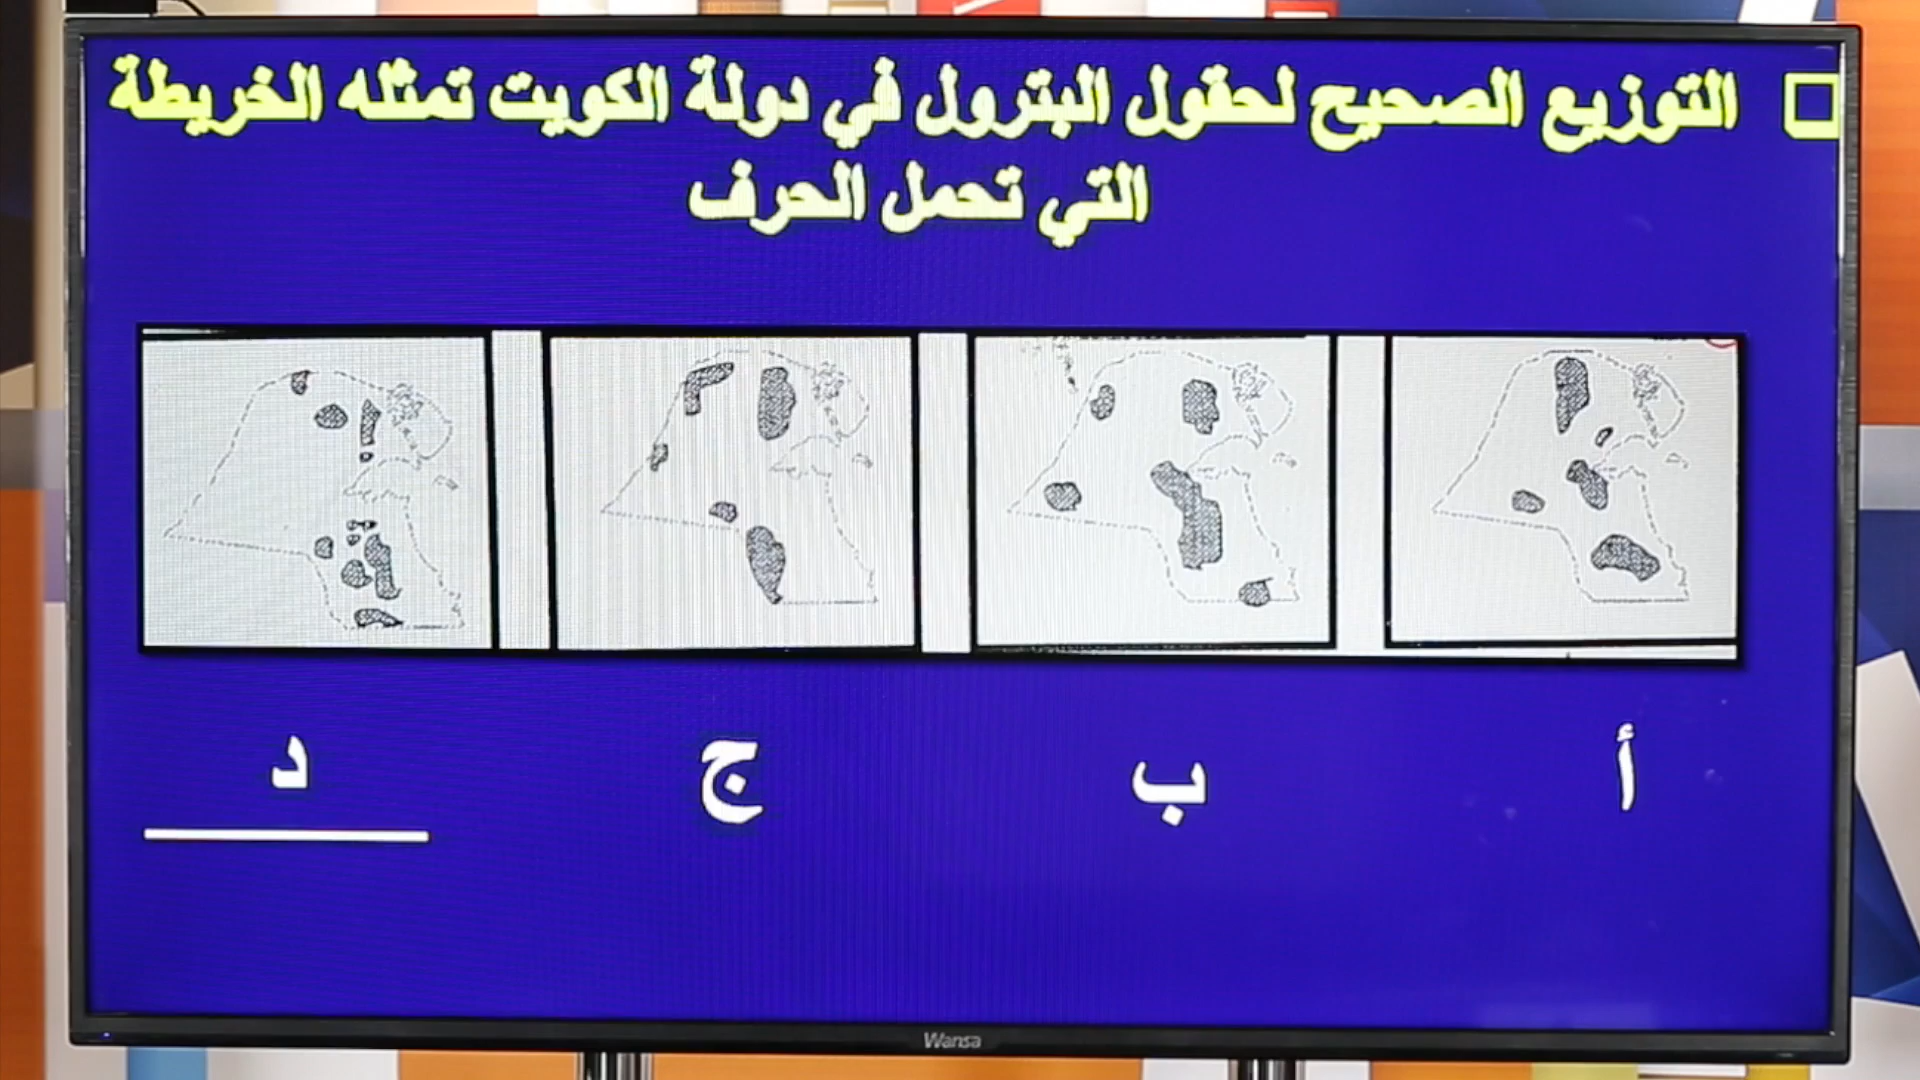 التوزيع الصحيح لحقول البترول في دولة الكويت تمثله الخريطة
التي تحمل الحرف
أ
ب
ج
د
Wansa